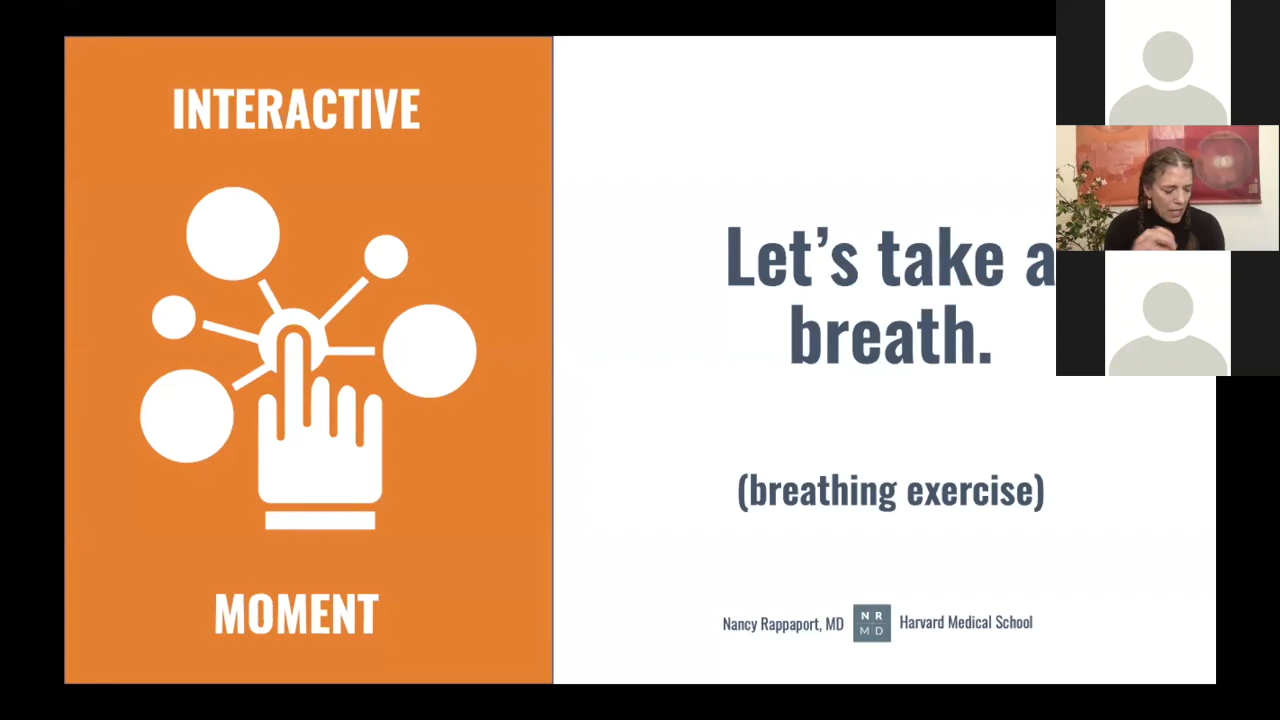 INTERACTIVE
MOMENT
Let’s take a
breath.
(breathing exercise)
Nancy Rappaport, MD
N R
M D
Harvard Medical School